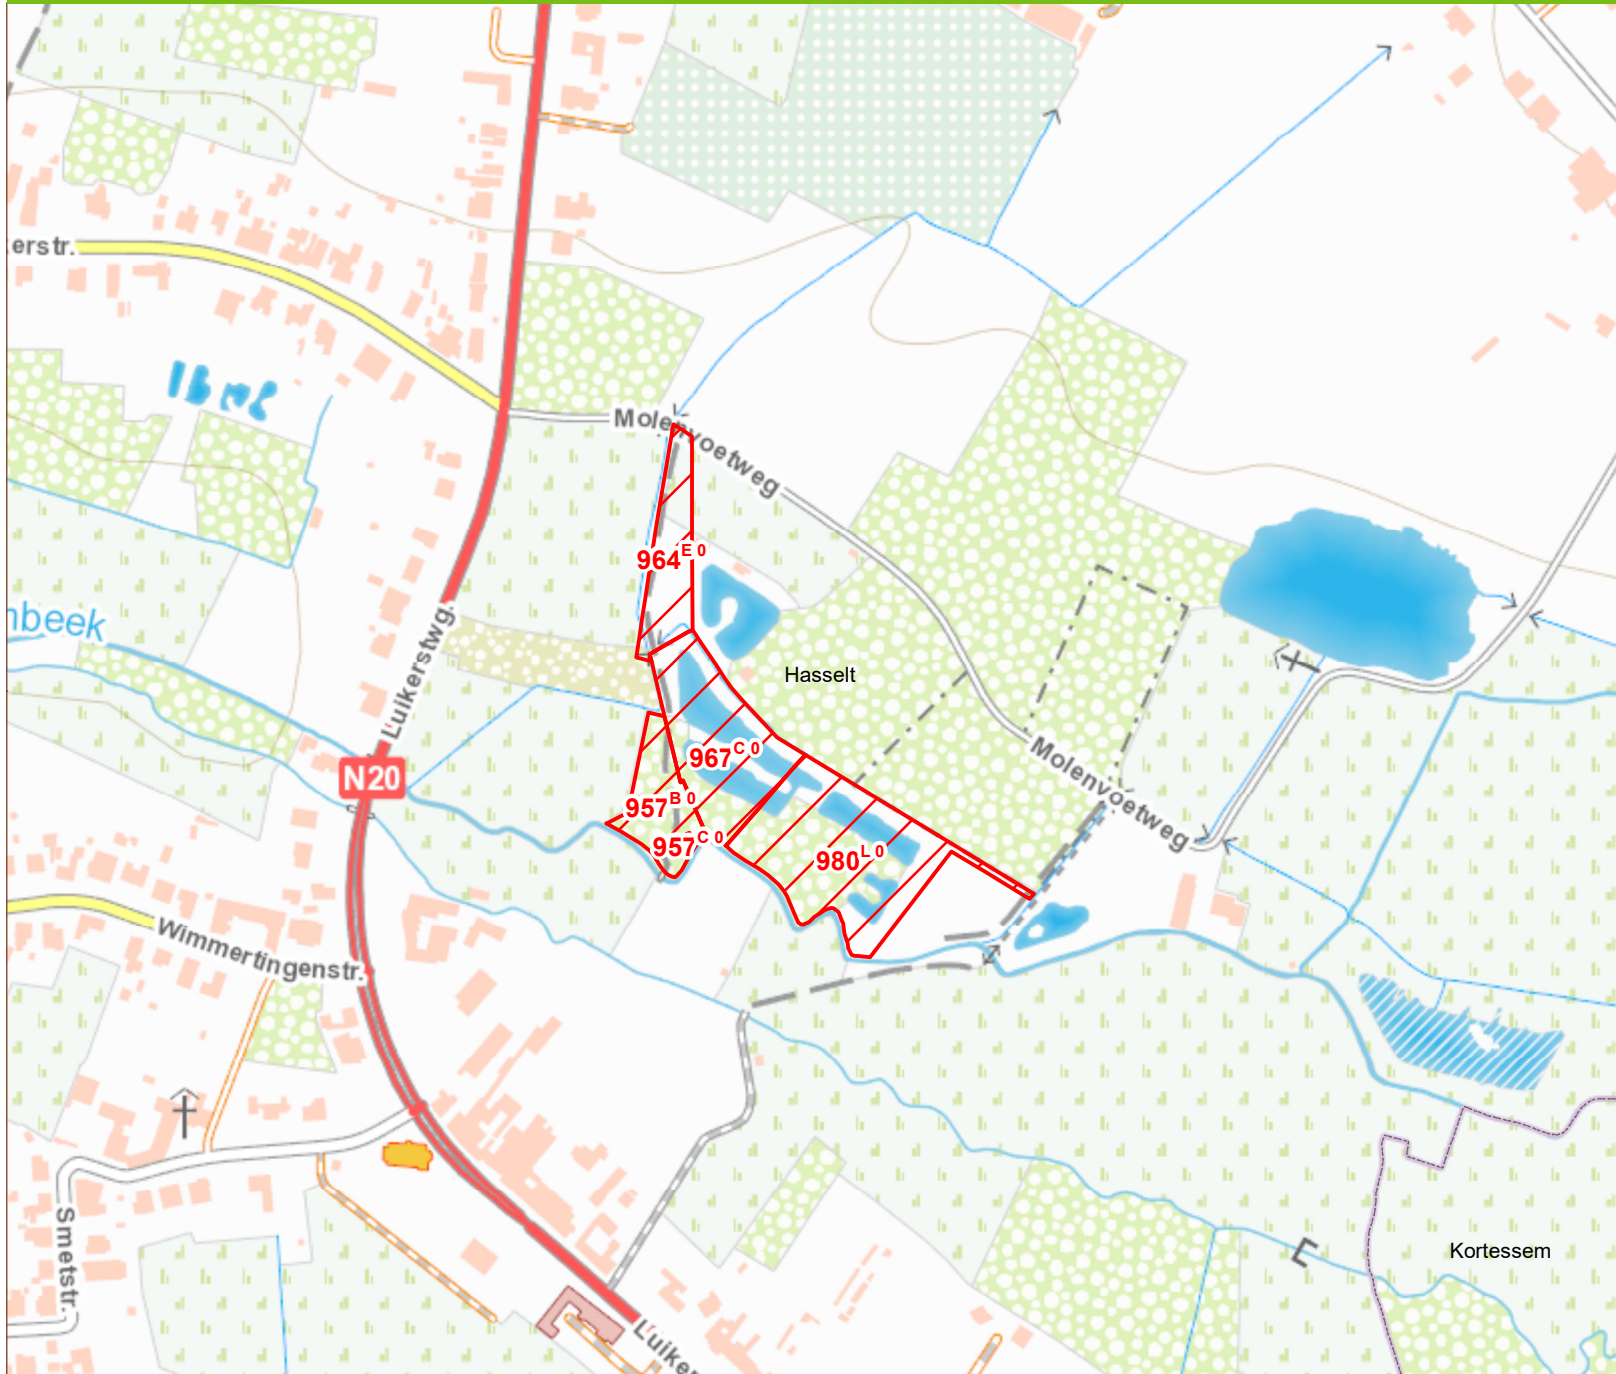 erstr.
Molenvoetweg
964 E 0
nbeek
Luikerstwg.
Hasselt
N20
967 C 0
Molenvoetweg
957 B 0
957 C 0
980 L 0
Wimmertingenstr.
Smetstr.
Kortessem
Luiker